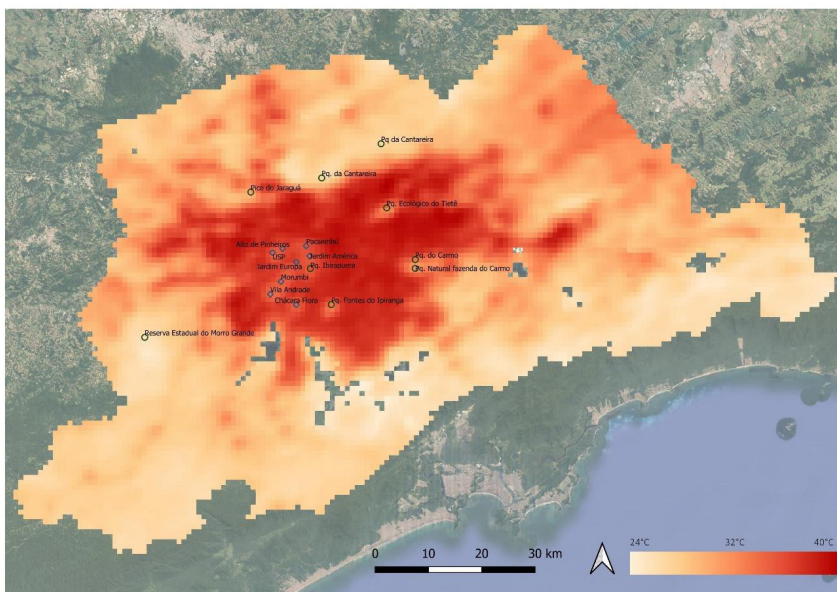 Pq da Cantareira
Pq. da Cantareira
Pico do Jaraguá
Pq. Ecológico do Tietê
Alto de Pinheiros
Pacaembú
USP
Jardim América
Jardim Europa
Pq. Ibirapuera
Pq. do Carmo
Pq. Natural fazenda do Carmo
Morumbi
Vila Andrade
Chácara Flora
Pq. Fontes do Ipiranga
Reserva Estadual do Morro Grande
0 10 20 30 km
24°C 32°C 40°C